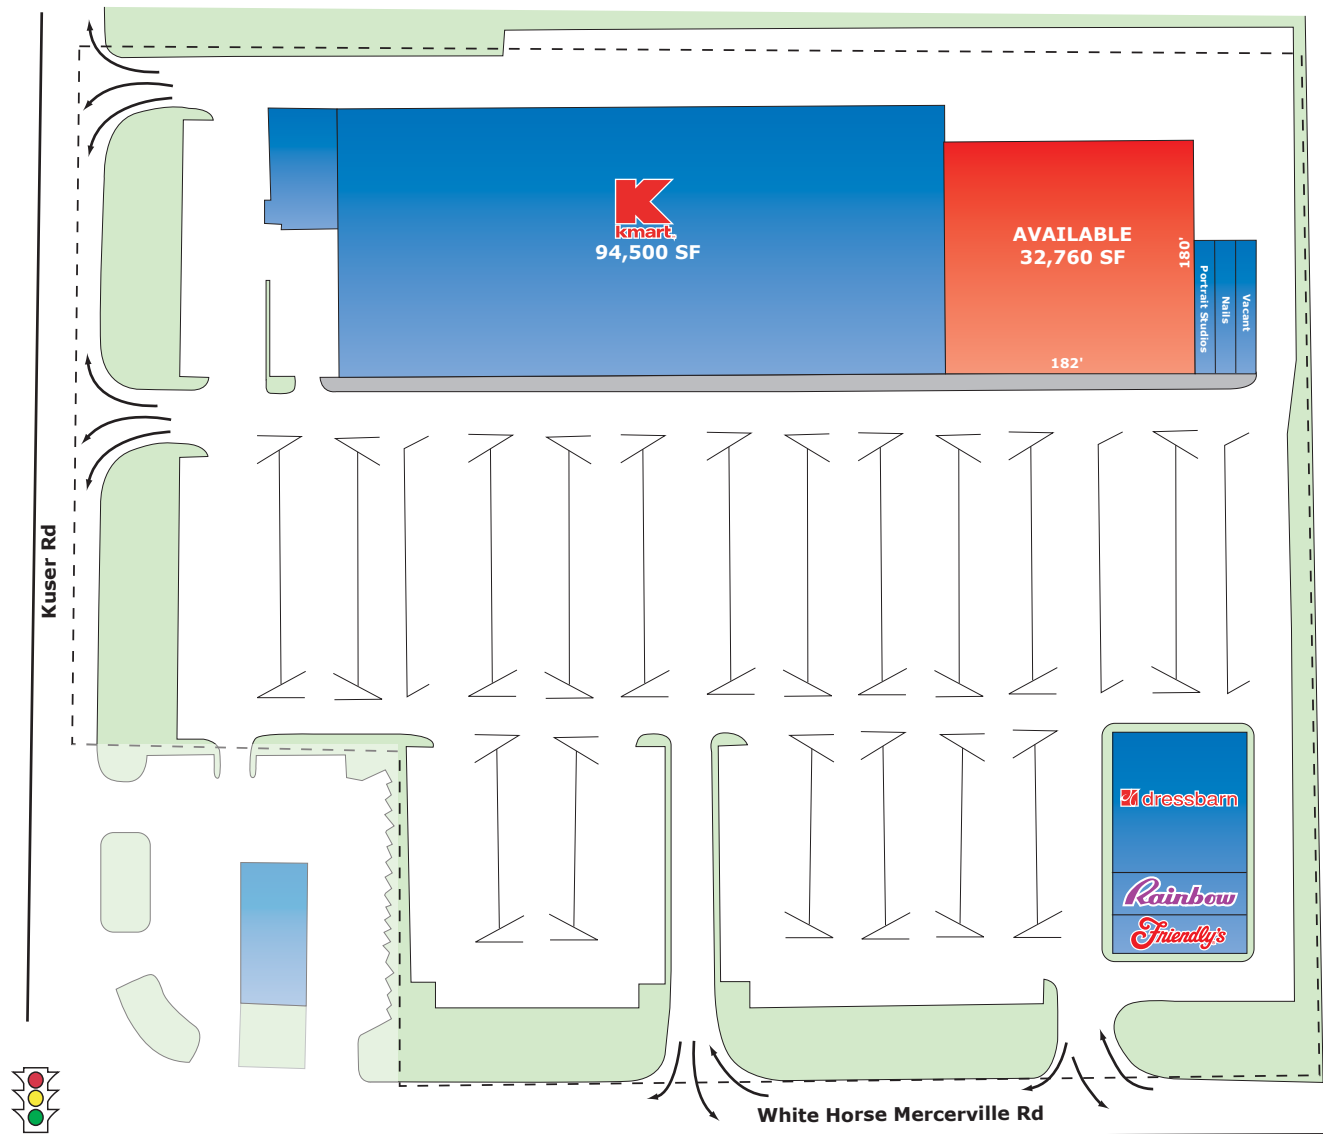 K
kmart
94,500 SF
AVAILABLE
32,760 SF
180'
182'
Portrait Studios
Nails
Vacant
Kuser Rd
dressbarn
Rainbow
Friendly's
White Horse Mercerville Rd